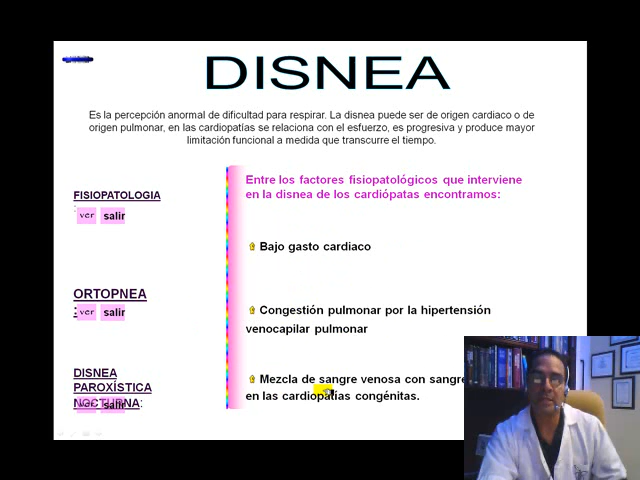 DISNEA
Es la percepción anormal de dificultad para respirar. La disnea puede ser de origen cardiaco o de
origen pulmonar, en las cardiopatías se relaciona con el esfuerzo, es progresiva y produce mayor
limitación funcional a medida que transcurre el tiempo.
FISIOPATOLOGIA
:
ver salir
ORTOPNEA
:
ver salir
DISNEA
PAROXÍSTICA
NOCTURNA:
ver salir
Entre los factores fisiopatológicos que interviene
en la disnea de los cardiópatas encontramos:
Bajo gasto cardiaco
Congestión pulmonar por la hipertensión
venocapilar pulmonar
Mezcla de sangre venosa con sangre
en las cardiopatías congénitas.